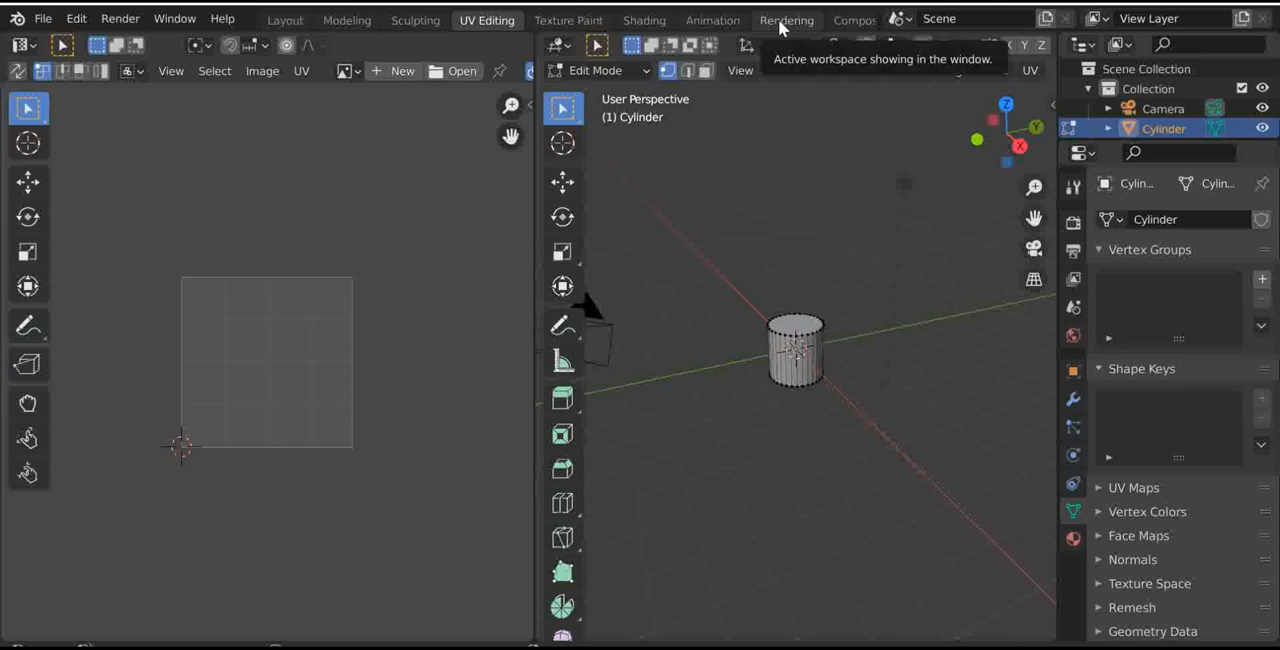 File Edit Render Window Help Layout Modeling Sculpting UV Editing Texture Paint Shading Animation Rendering Compos Scene View Layer
X Y Z
Active workspace showing in the window.
View Select Image UV New Open Edit Mode View UV
User Perspective
(1) Cylinder
Z
Y
X
Scene Collection
Collection
Camera
Cylinder
Cylin... Cylin...
Cylinder
Vertex Groups
Shape Keys
UV Maps
Vertex Colors
Face Maps
Normals
Texture Space
Remesh
Geometry Data